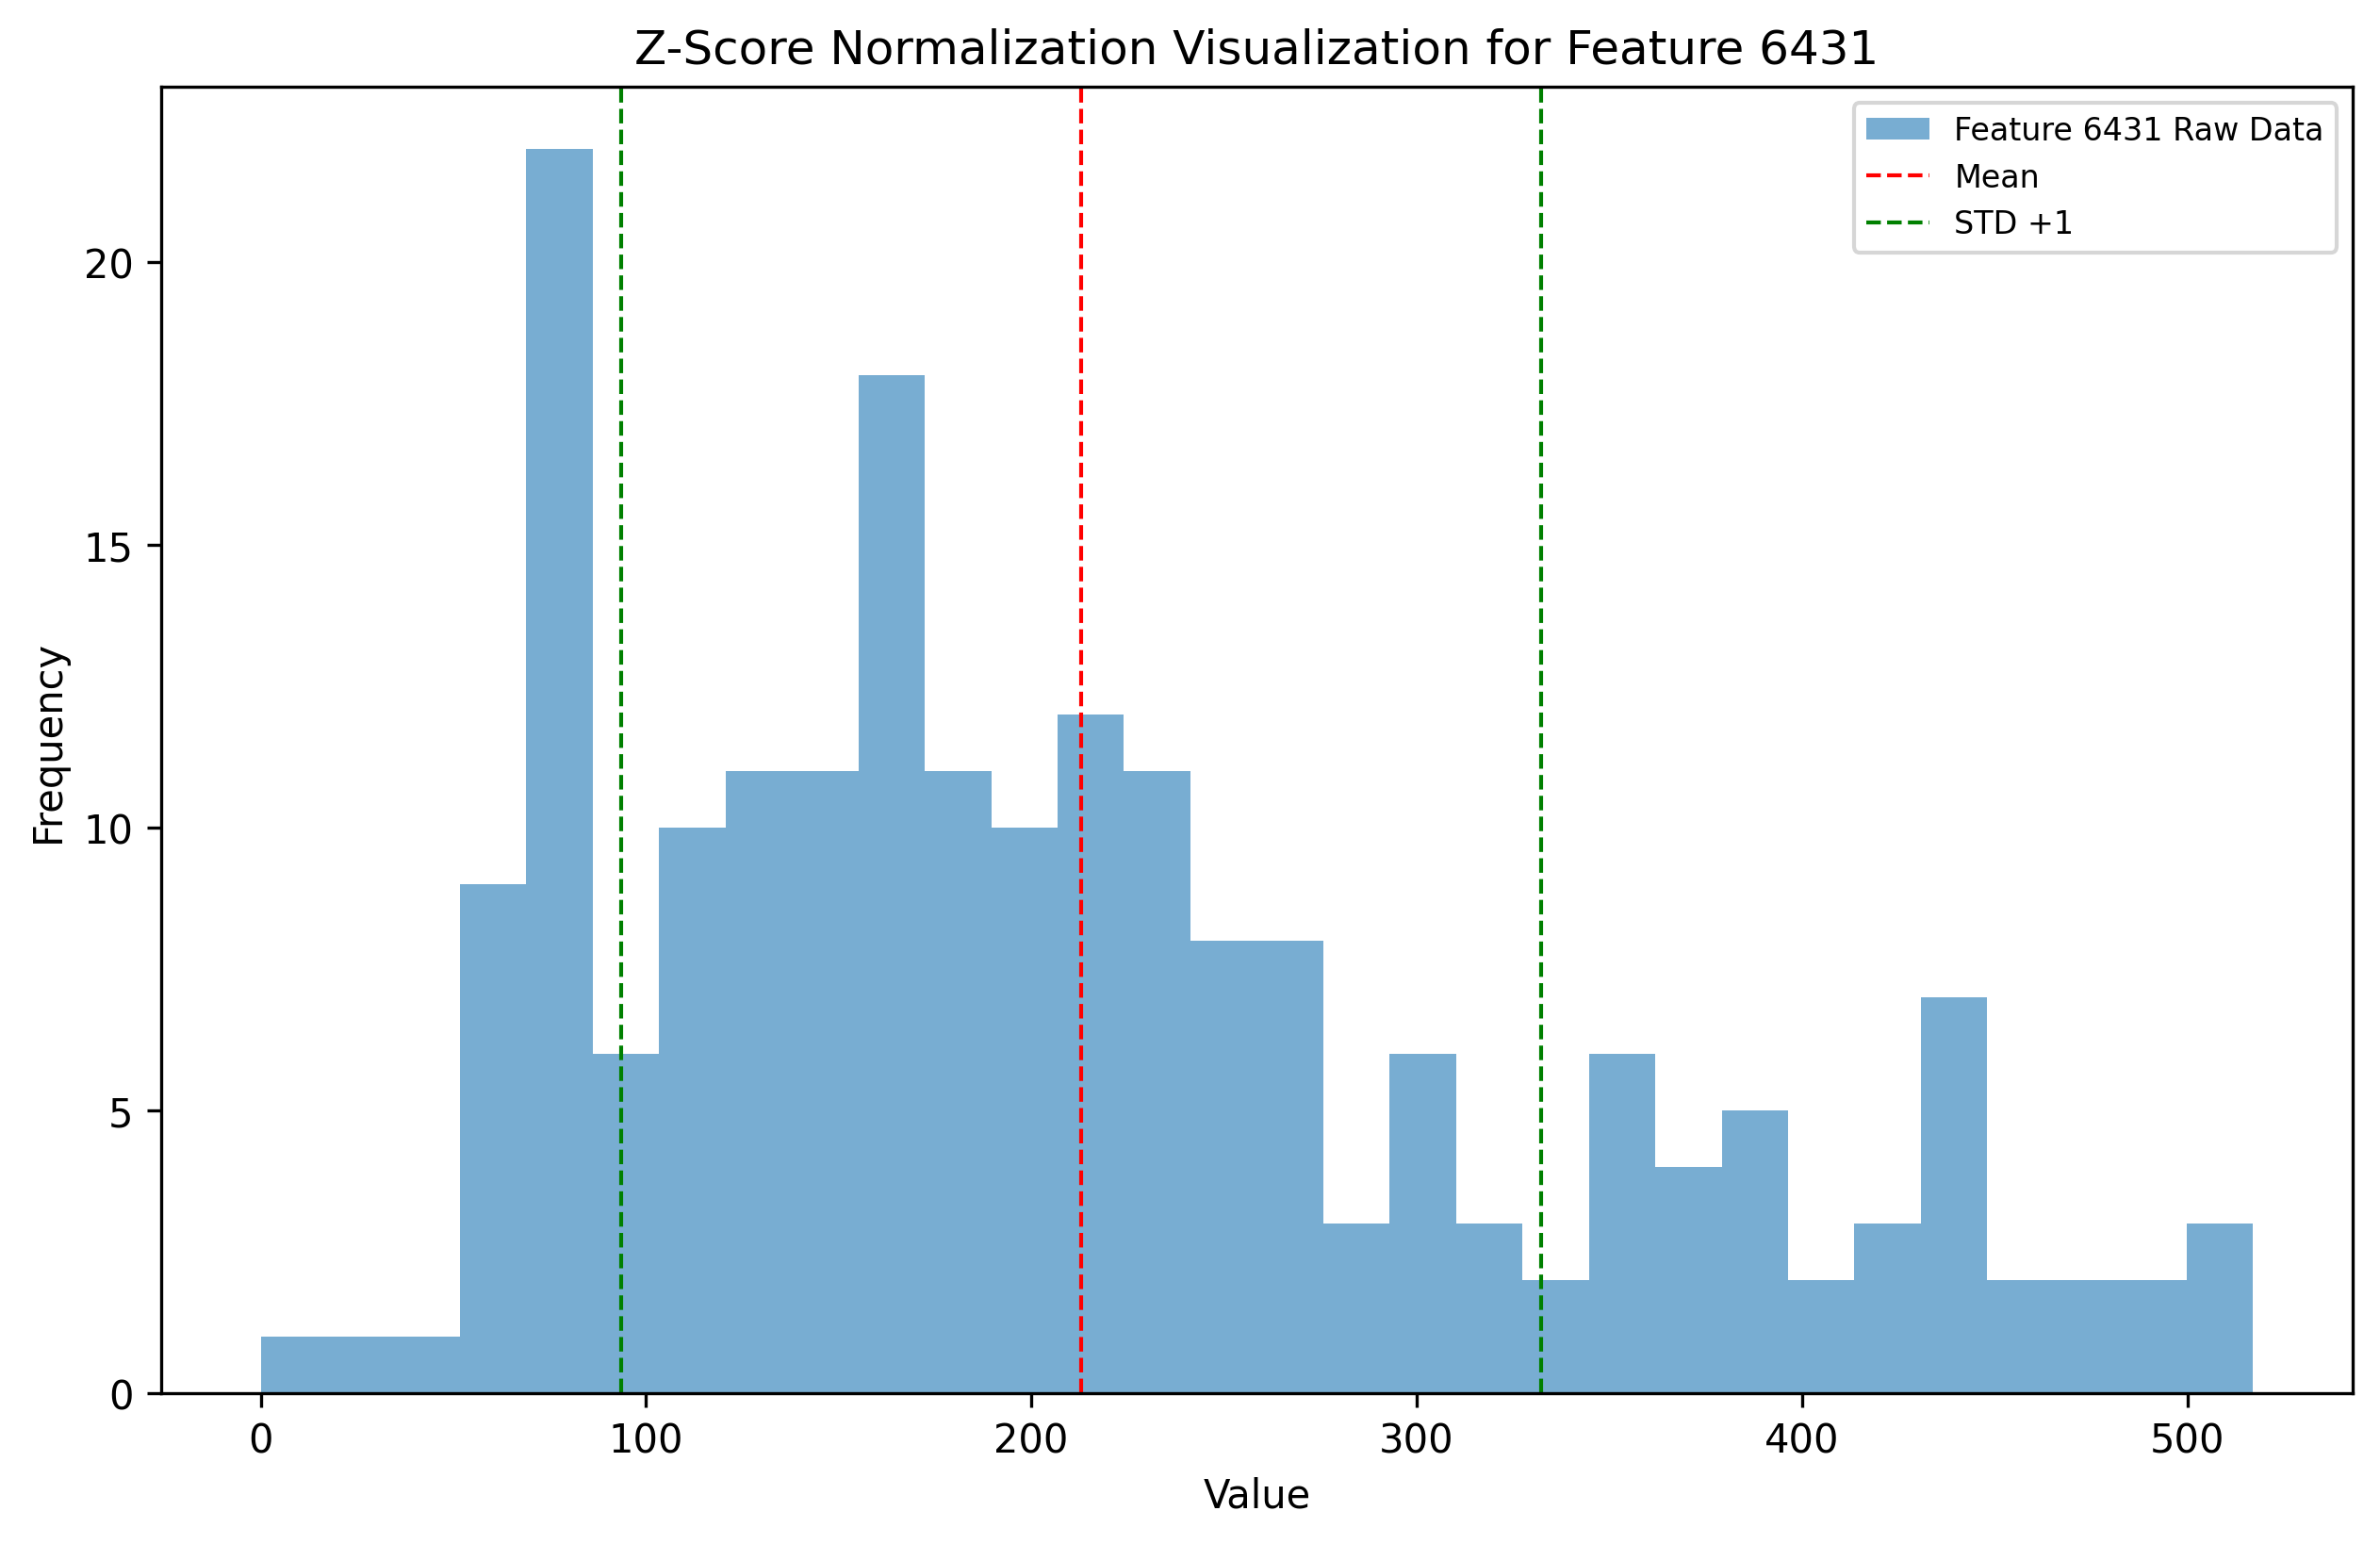 Z-Score Normalization Visualization for Feature 6431
Feature 6431 Raw Data
Mean
STD +1
Frequency
20
15
10
5
0
0 100 200 300 400 500
Value